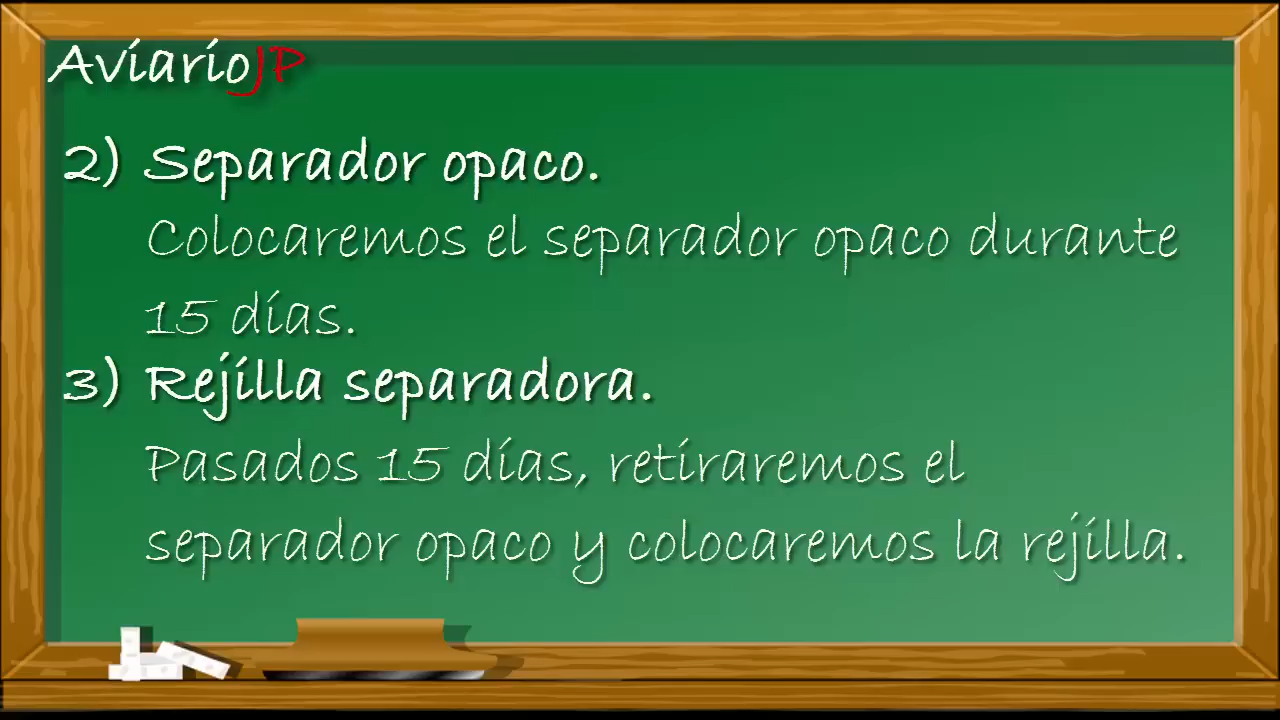 AviarioJP
2) Separador opaco.
Colocaremos el separador opaco durante
15 días.
3) Rejilla separadora.
Pasados 15 días, retiraremos el
separador opaco y colocaremos la rejilla.